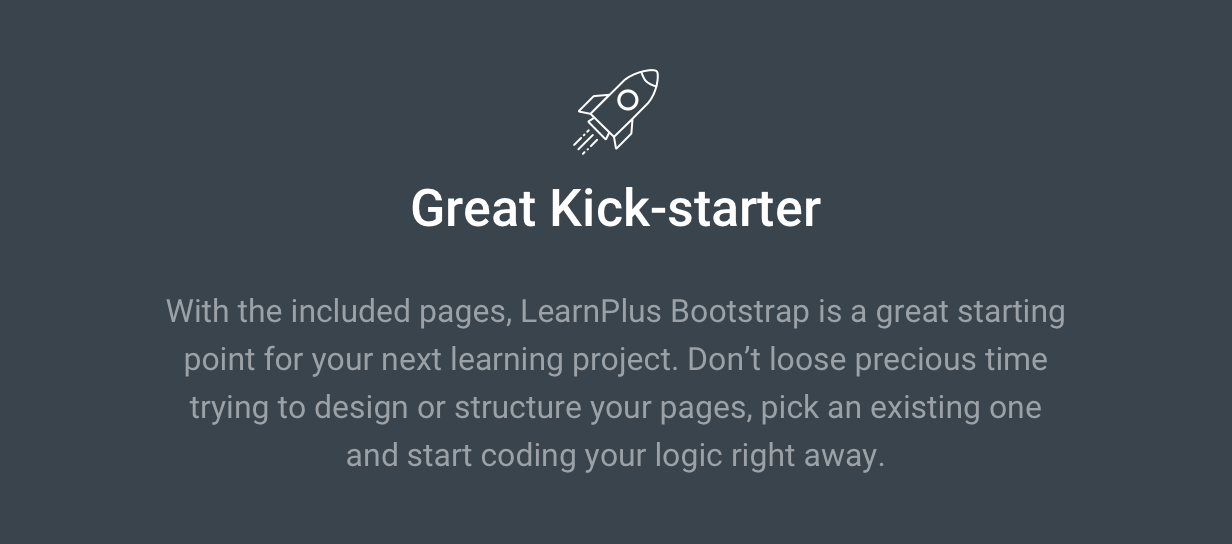 Great Kick-starter
With the included pages, LearnPlus Bootstrap is a great starting
point for your next learning project. Don’t loose precious time
trying to design or structure your pages, pick an existing one
and start coding your logic right away.